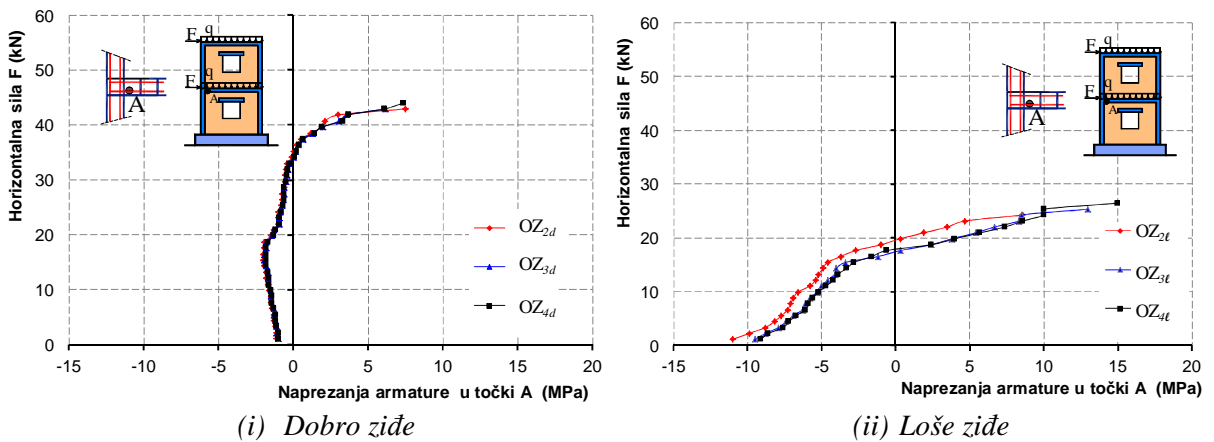 60
50
40
30
20
10
0
-15 -10 -5 0 5 10 15 20
Horizontalna sila F (kN)
Naprezanja armature u točki A (MPa)
A
F
q
F
q
A
OZ2d
OZ3d
OZ4d
(i) Dobro ziđe
60
50
40
30
20
10
0
-15 -10 -5 0 5 10 15 20
Horizontalna sila F (kN)
Naprezanja armature u točki A (MPa)
A
F
q
F
q
A
OZ2ℓ
OZ3ℓ
OZ4ℓ
(ii) Loše ziđe